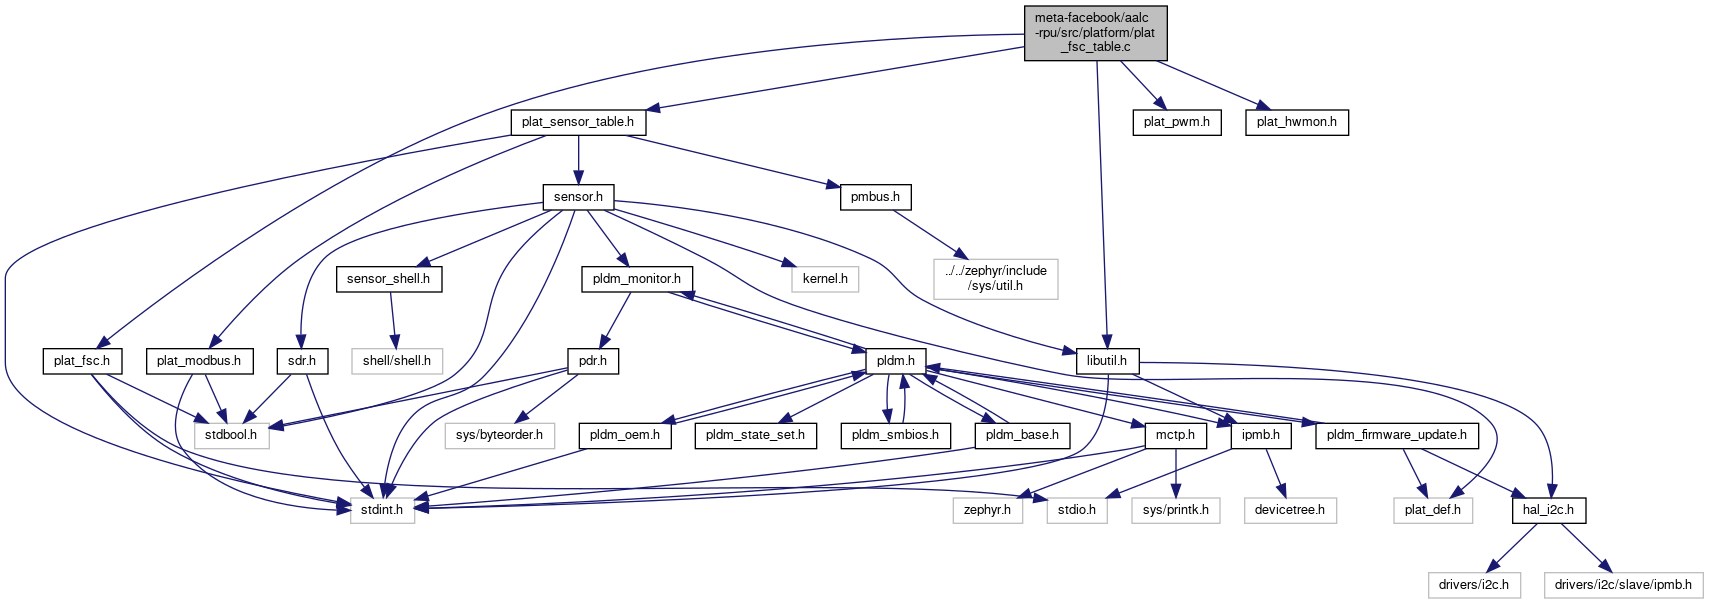 meta-facebook/aalc
-rpu/src/platform/plat
_fsc_table.c
plat_sensor_table.h
plat_pwm.h
plat_hwmon.h
sensor.h
pmbus.h
sensor_shell.h
pldm_monitor.h
kernel.h
../../zephyr/include
/sys/util.h
plat_fsc.h
plat_modbus.h
sdr.h
shell/shell.h
pdr.h
pldm.h
libutil.h
stdbool.h
sys/byteorder.h
pldm_oem.h
pldm_state_set.h
pldm_smbios.h
pldm_base.h
mctp.h
ipmb.h
pldm_firmware_update.h
stdint.h
zephyr.h
stdio.h
sys/printk.h
devicetree.h
plat_def.h
hal_i2c.h
drivers/i2c.h
drivers/i2c/slave/ipmb.h